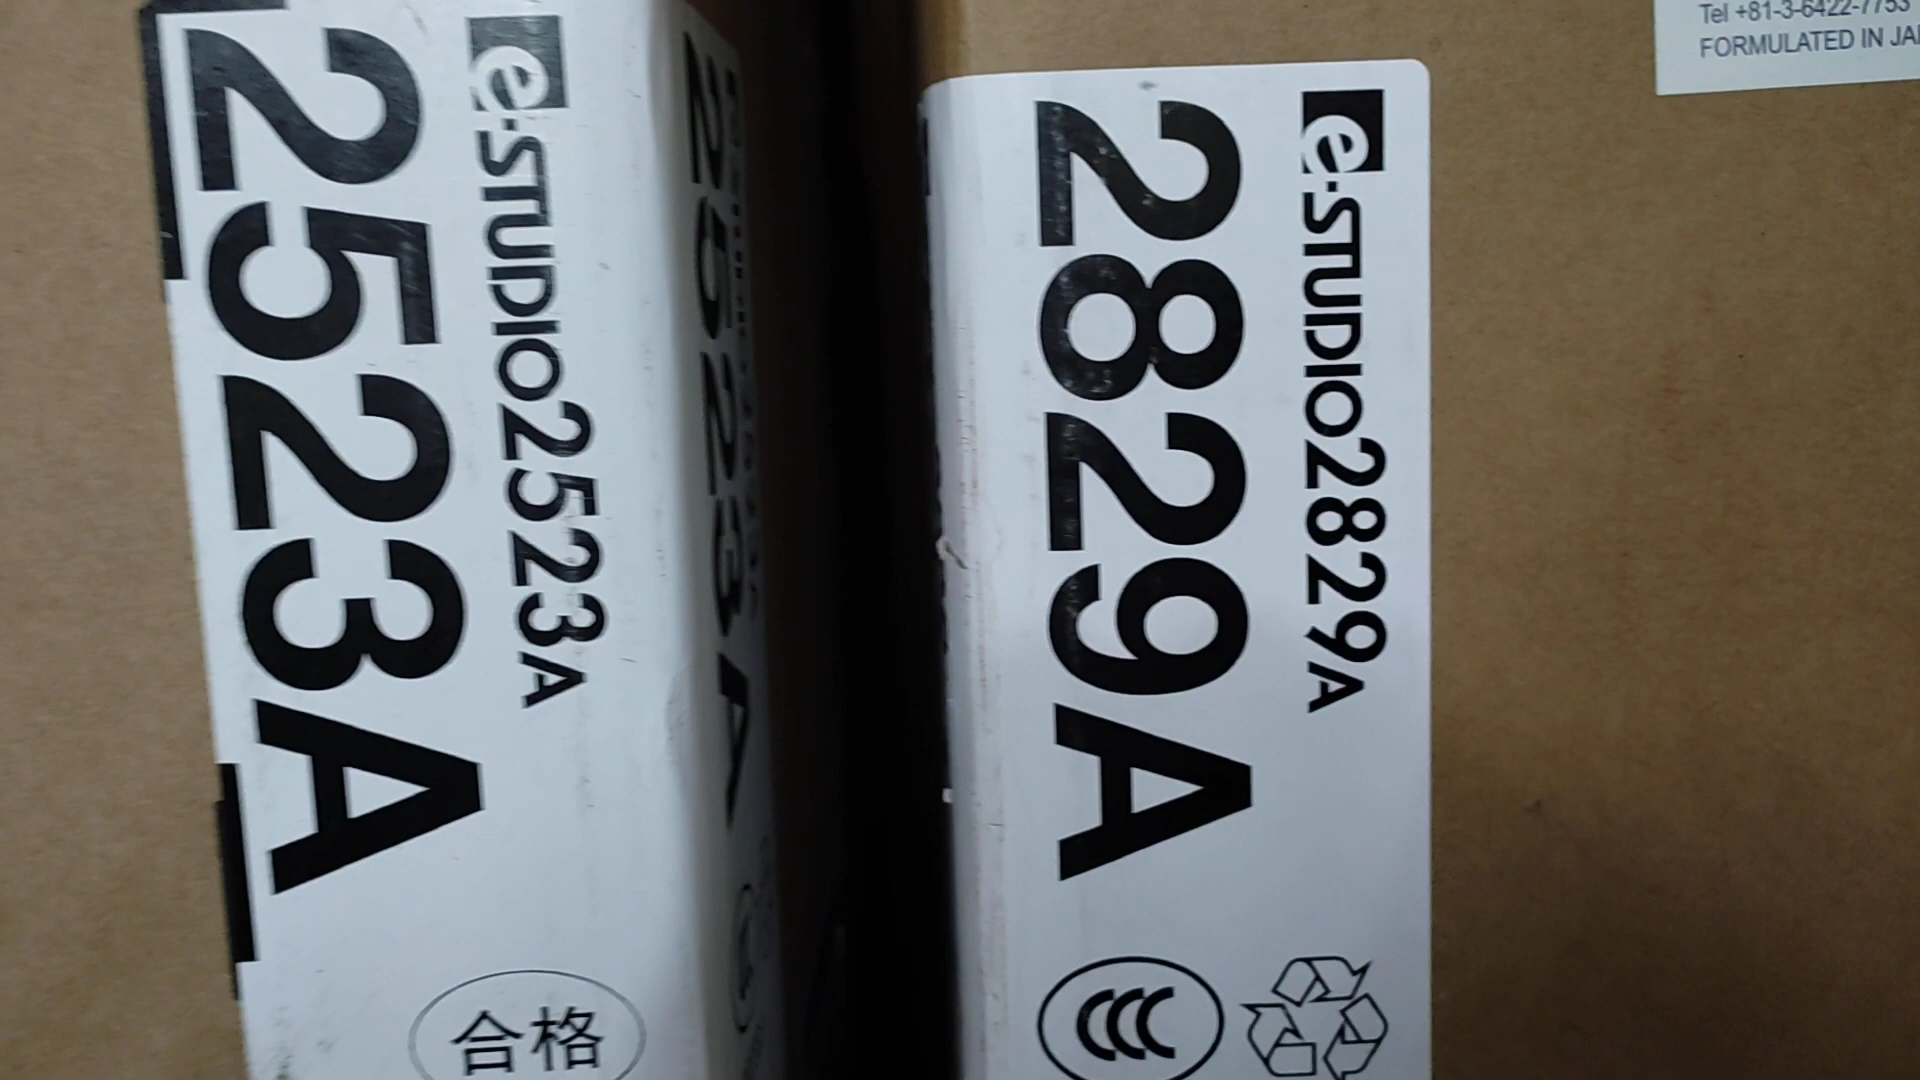 2523A
e-STUDIO2523A
合格
2523A
2829A
e-STUDIO2829A
CCC
Tel +81-3-6422-7753
FORMULATED IN JA